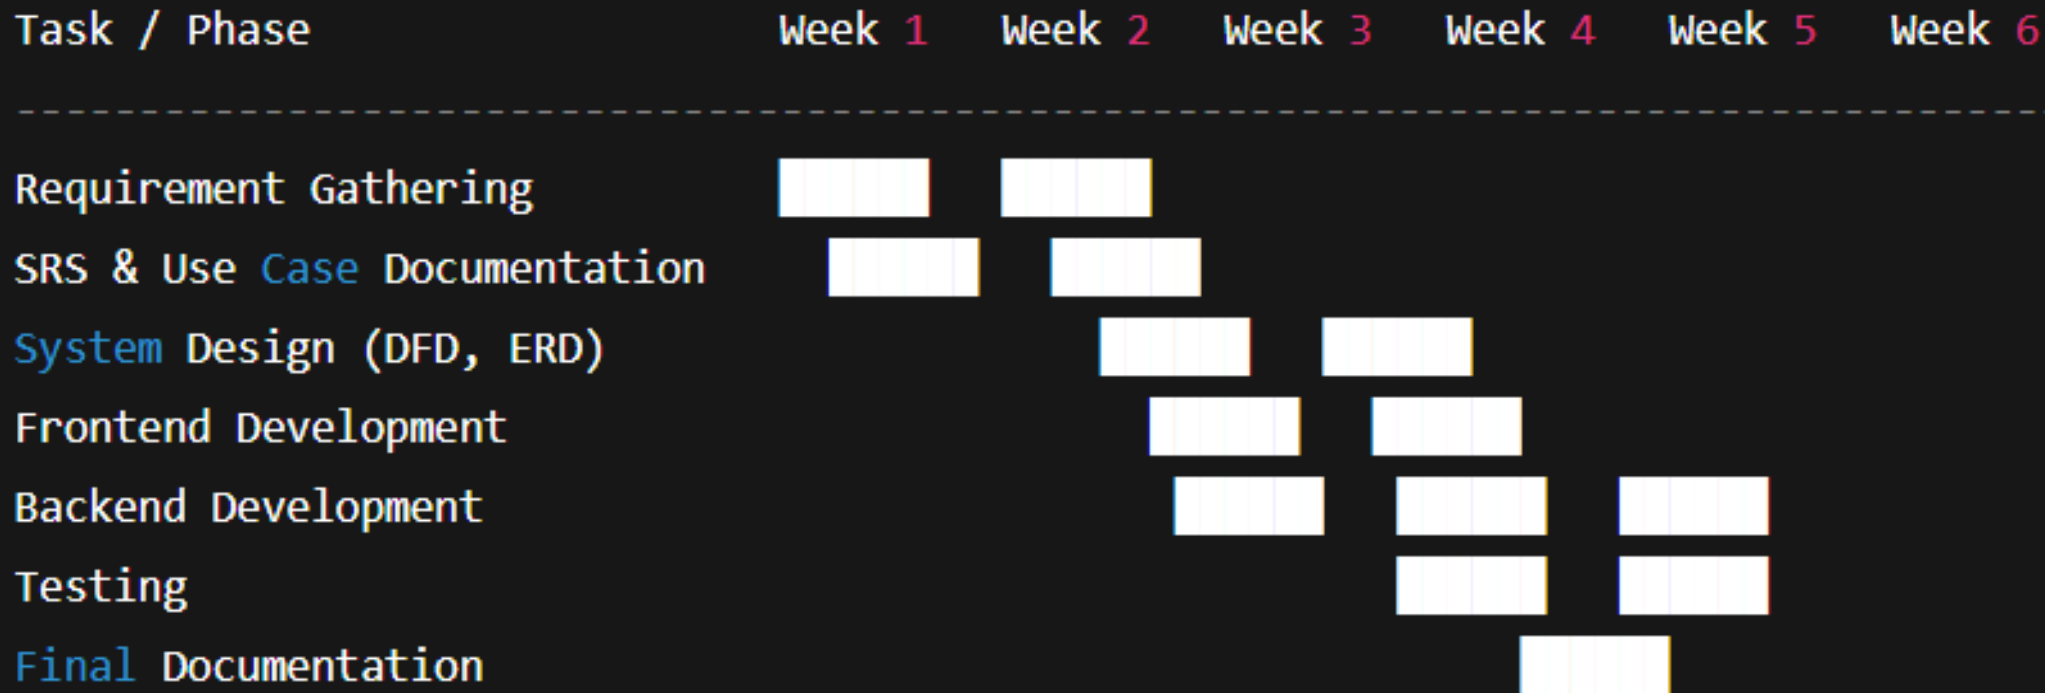 Task / Phase Week 1 Week 2 Week 3 Week 4 Week 5 Week 6
Requirement Gathering
SRS & Use Case Documentation
System Design (DFD, ERD)
Frontend Development
Backend Development
Testing
Final Documentation